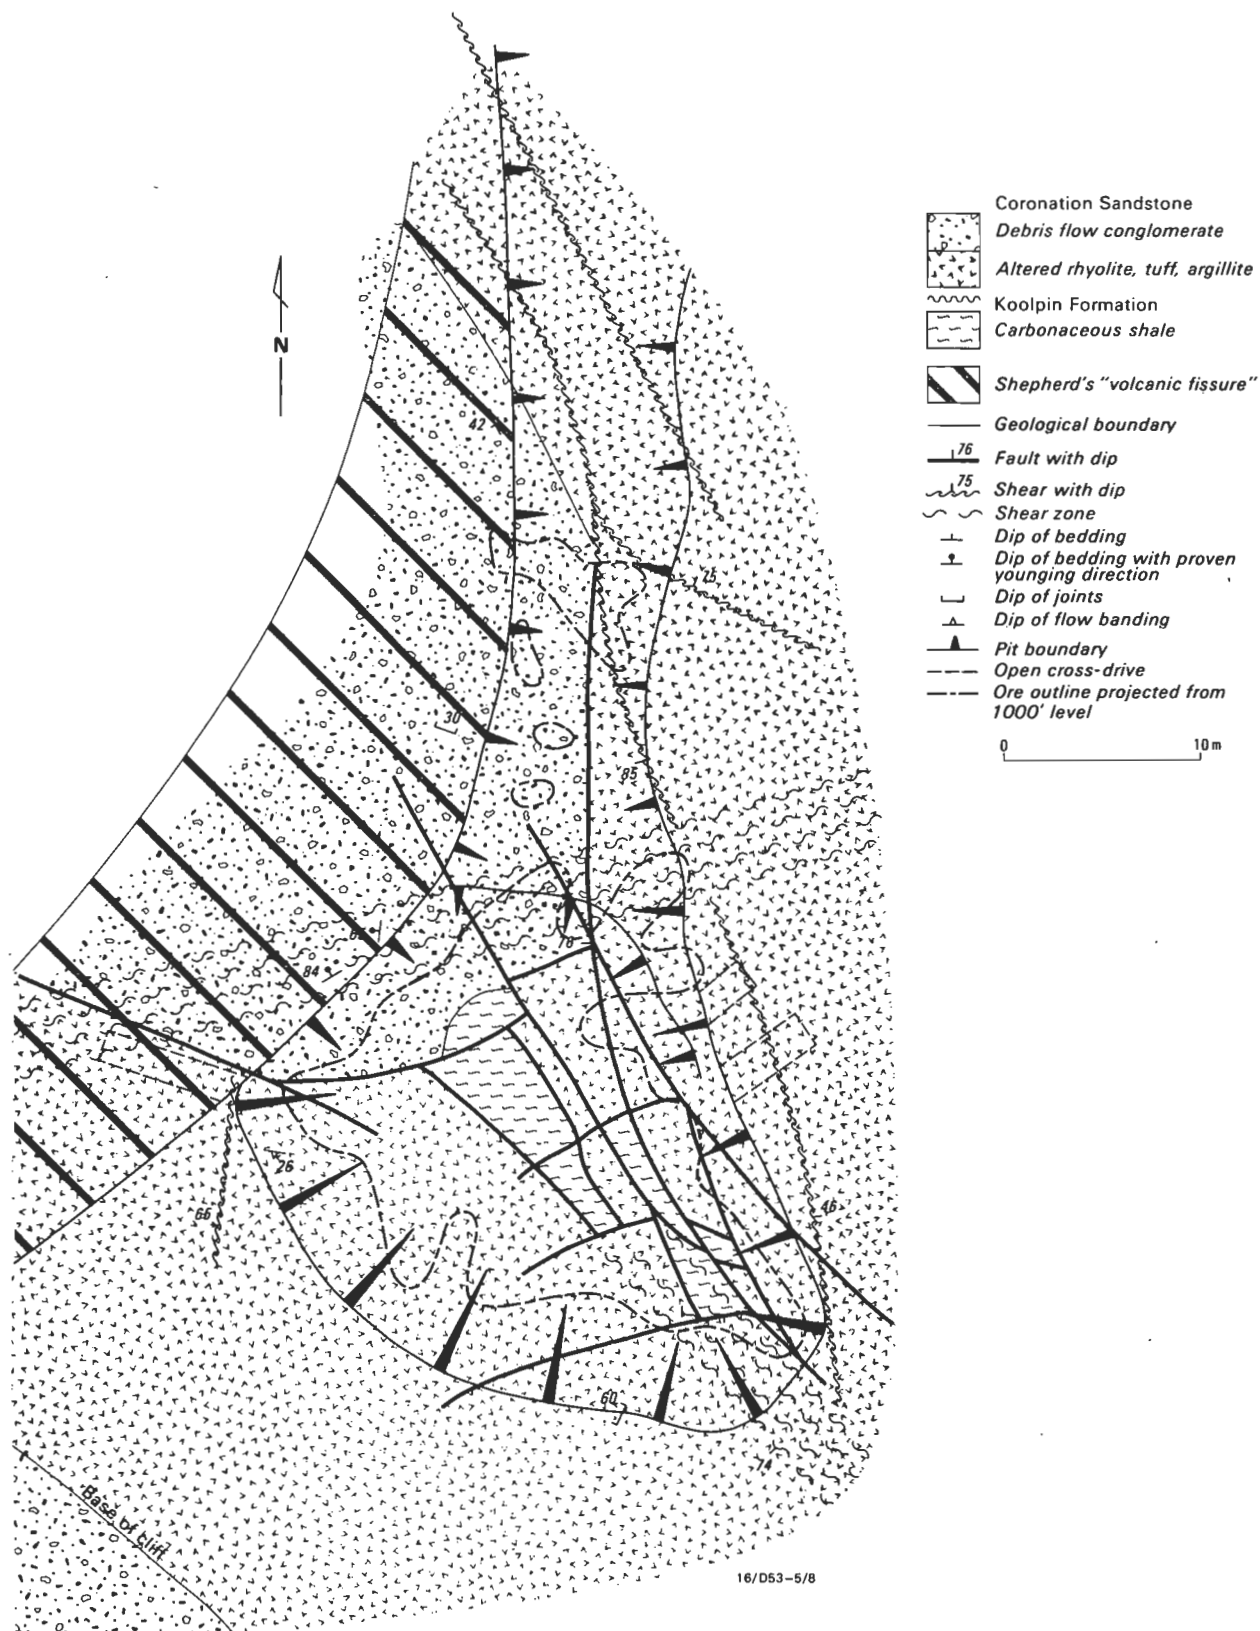 Coronation Sandstone
Debris flow conglomerate
Altered rhyolite, tuff, argillite
Koolpin Formation
Carbonaceous shale
Shepherd's "volcanic fissure"
Geological boundary
76
Fault with dip
75
Shear with dip
Shear zone
Dip of bedding
Dip of bedding with proven
younging direction
Dip of joints
Dip of flow banding
Pit boundary
Open cross-drive
Ore outline projected from
1000' level
0 10 m
N
42
75
30
85
78
84
26
65
46
60
74
Base of cliff
16/D53-5/8